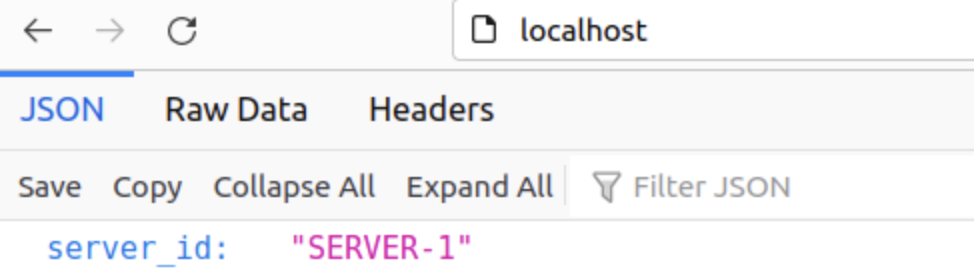 localhost
JSON Raw Data Headers
Save Copy Collapse All Expand All Filter JSON
server_id: "SERVER-1"